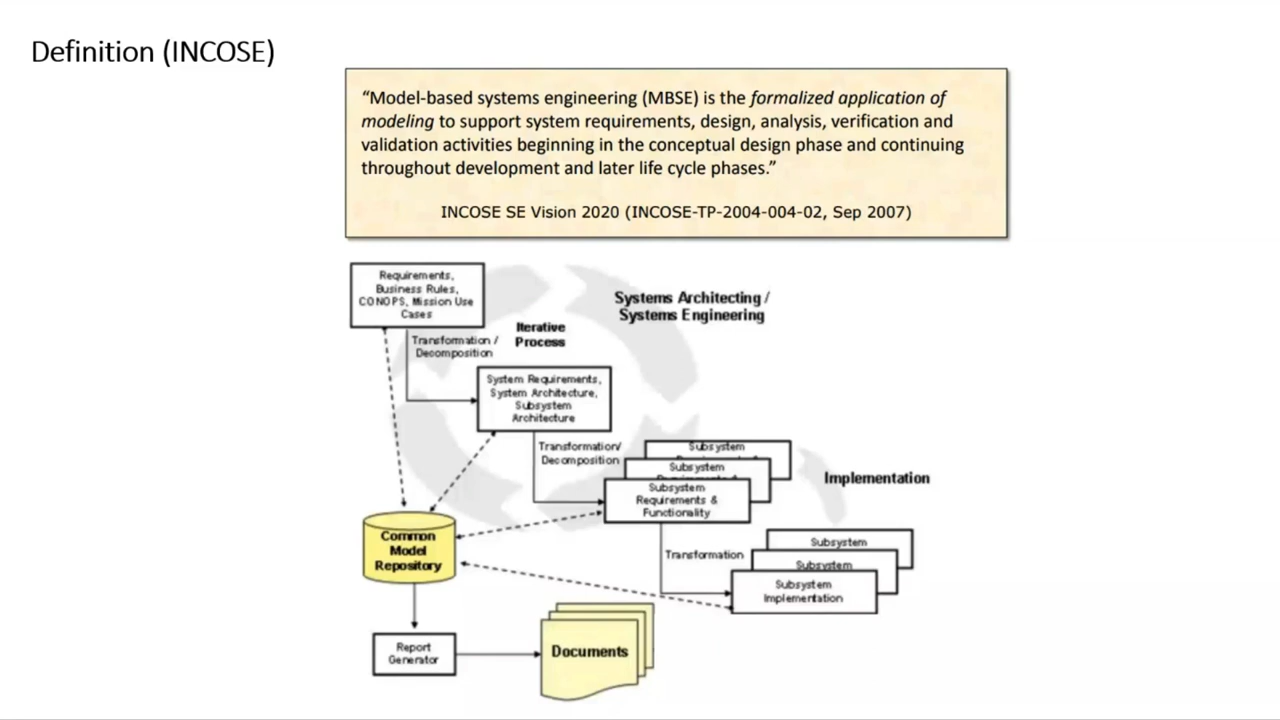 Definition (INCOSE)
“Model-based systems engineering (MBSE) is the formalized application of
modeling to support system requirements, design, analysis, verification and
validation activities beginning in the conceptual design phase and continuing
throughout development and later life cycle phases.”
INCOSE SE Vision 2020 (INCOSE-TP-2004-004-02, Sep 2007)
Requirements,
Business Rules,
CONOPS, Mission Use
Cases
Systems Architecting /
Systems Engineering
Iterative
Process
Transformation /
Decomposition
System Requirements,
System Architecture,
Subsystem
Architecture
Transformation/
Decomposition
Subsystem
Subsystem
Subsystem
Requirements &
Functionality
Implementation
Common
Model
Repository
Transformation
Subsystem
Subsystem
Subsystem
Implementation
Report
Generator
Documents